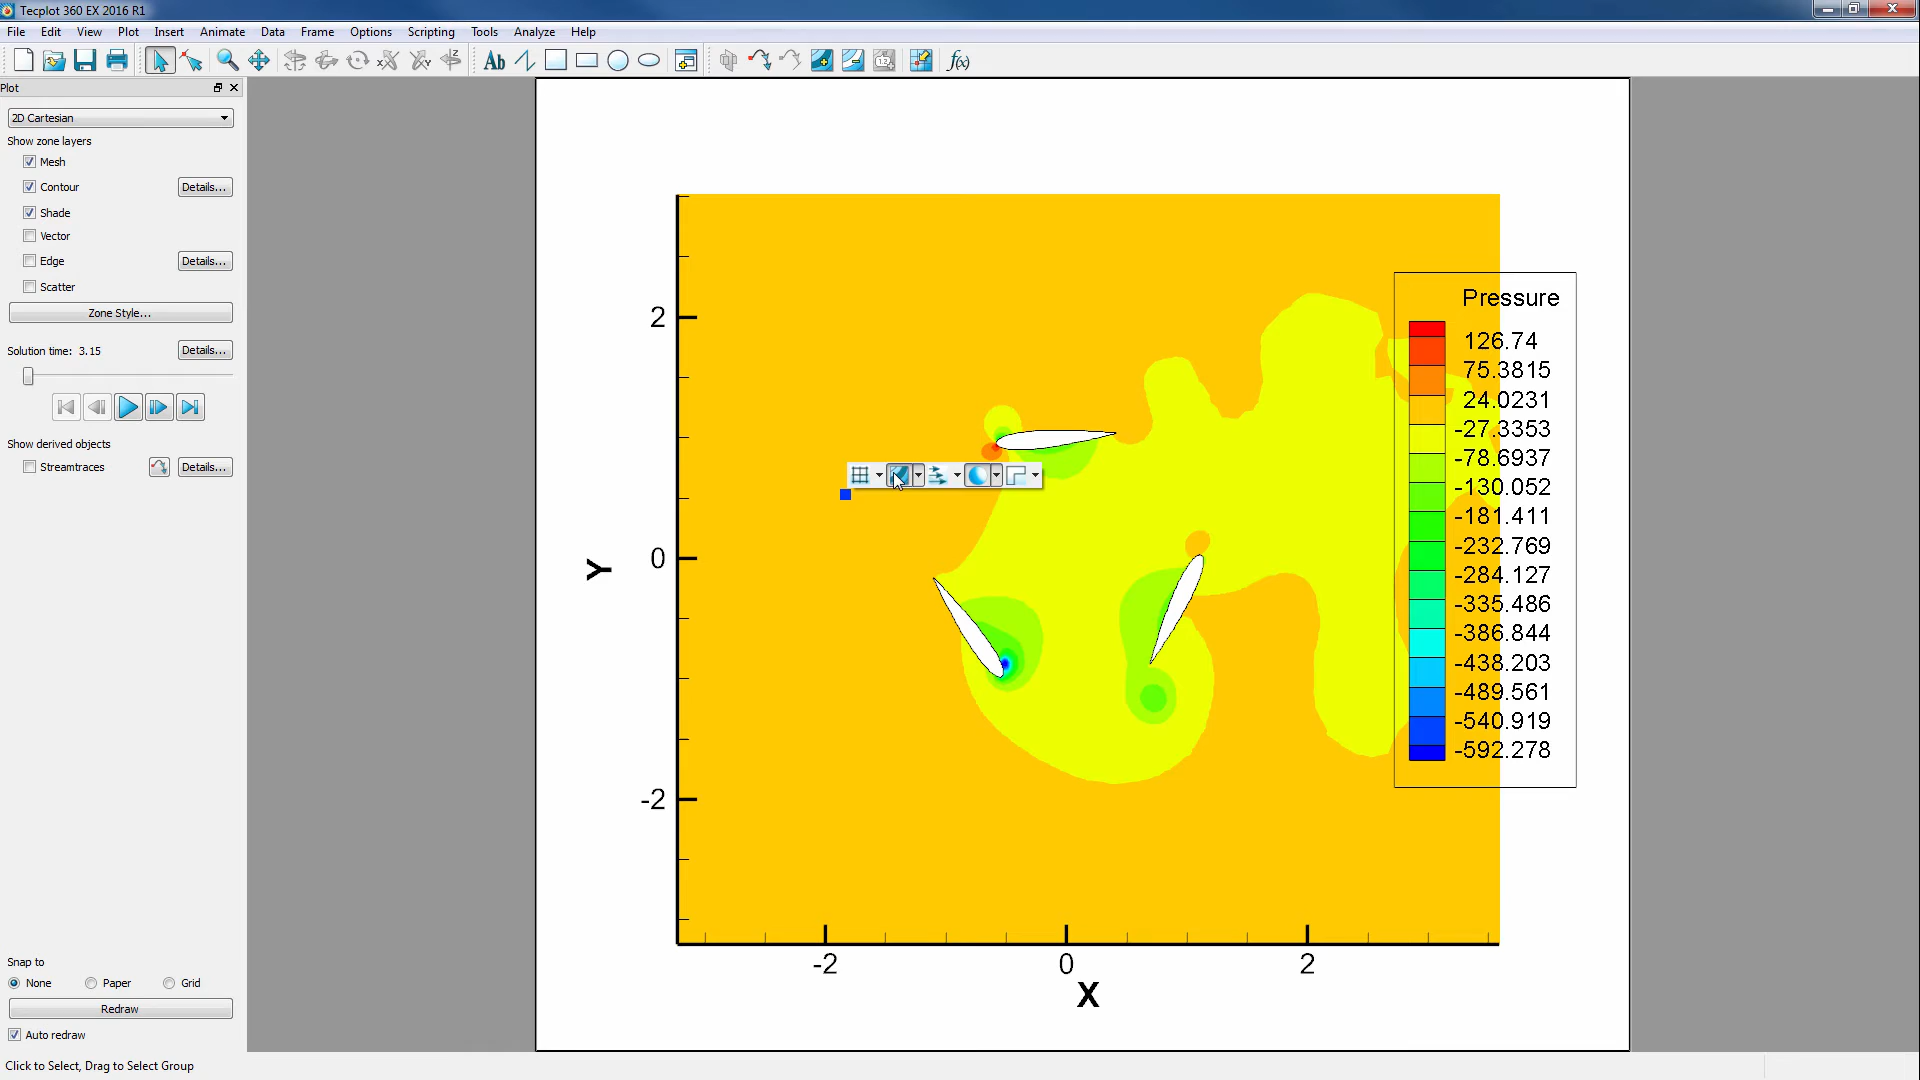 Tecplot 360 EX 2016 R1
File Edit View Plot Insert Animate Data Frame Options Scripting Tools Analyze Help
Ab
f(x)
Plot
2D Cartesian
Show zone layers
Mesh
Contour Details...
Shade
Vector
Edge Details...
Scatter
Zone Style...
Solution time: 3.15 Details...
Show derived objects
Streamtraces Details...
Snap to
None Paper Grid
Redraw
Auto redraw
Click to Select, Drag to Select Group
Y
2
0
-2
-2 0 2
X
Pressure
126.74
75.3815
24.0231
-27.3353
-78.6937
-130.052
-181.411
-232.769
-284.127
-335.486
-386.844
-438.203
-489.561
-540.919
-592.278